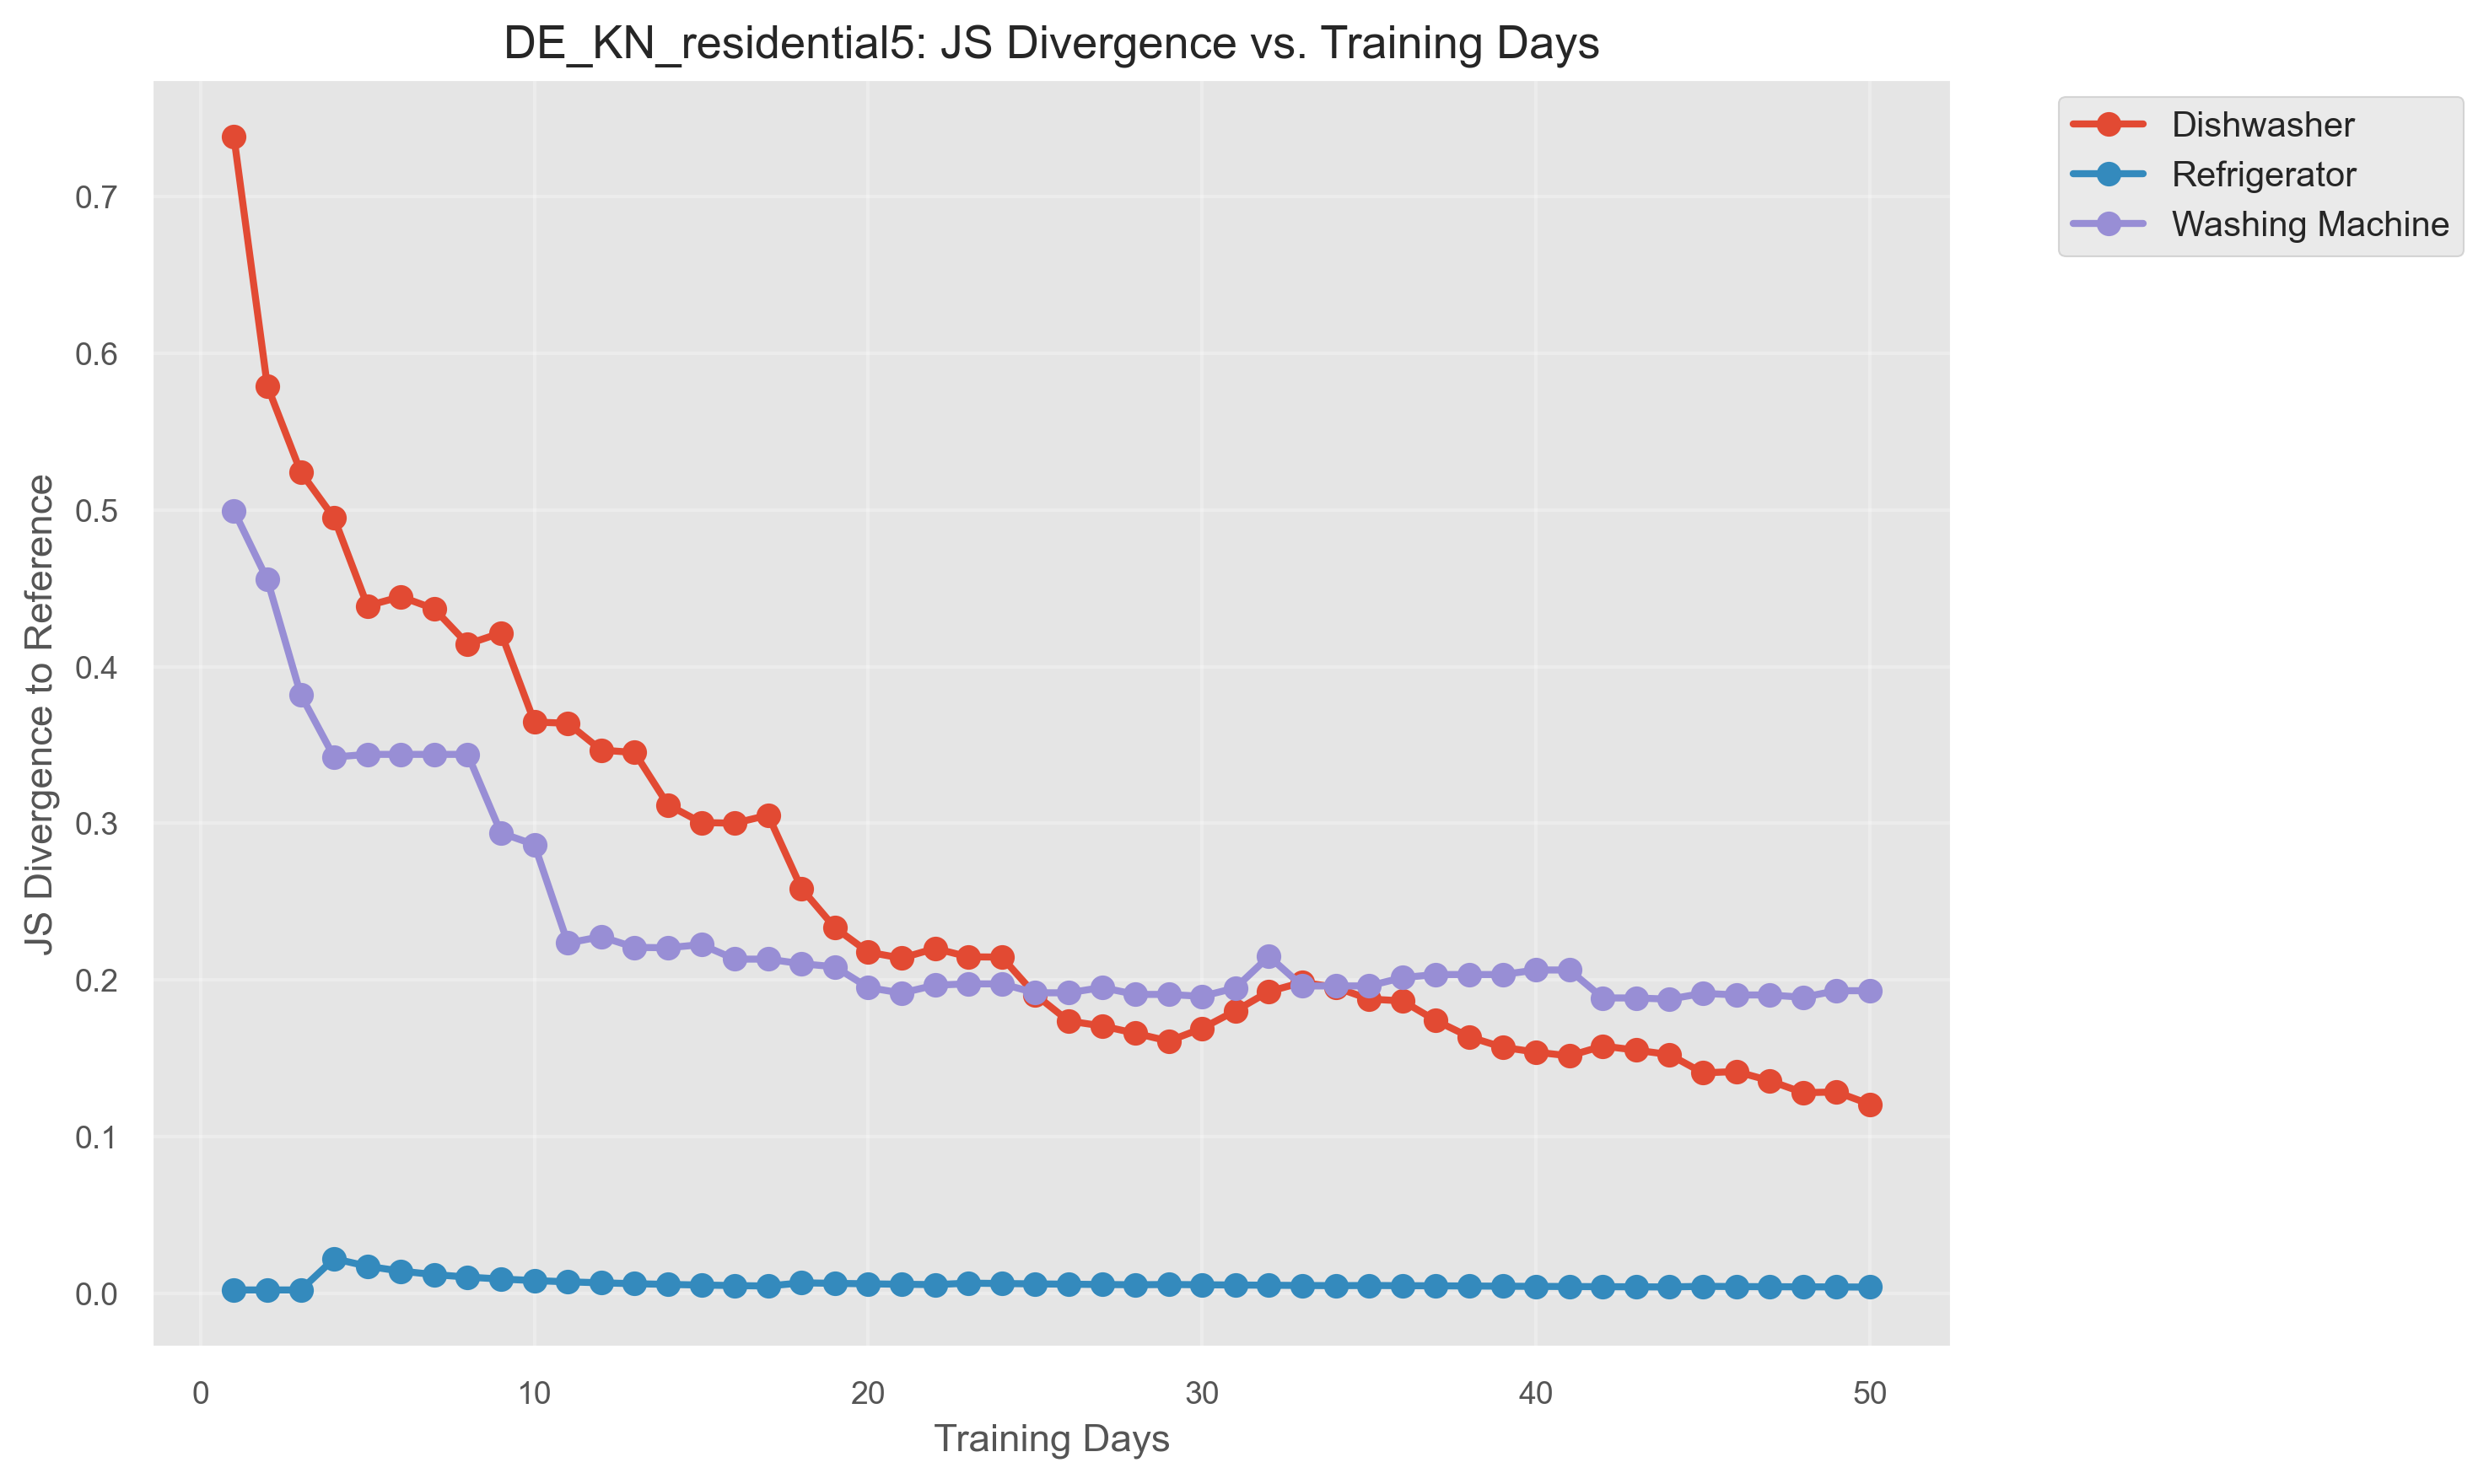 DE_KN_residential5: JS Divergence vs. Training Days
Dishwasher
Refrigerator
Washing Machine
JS Divergence to Reference
0.7
0.6
0.5
0.4
0.3
0.2
0.1
0.0
0 10 20 30 40 50
Training Days